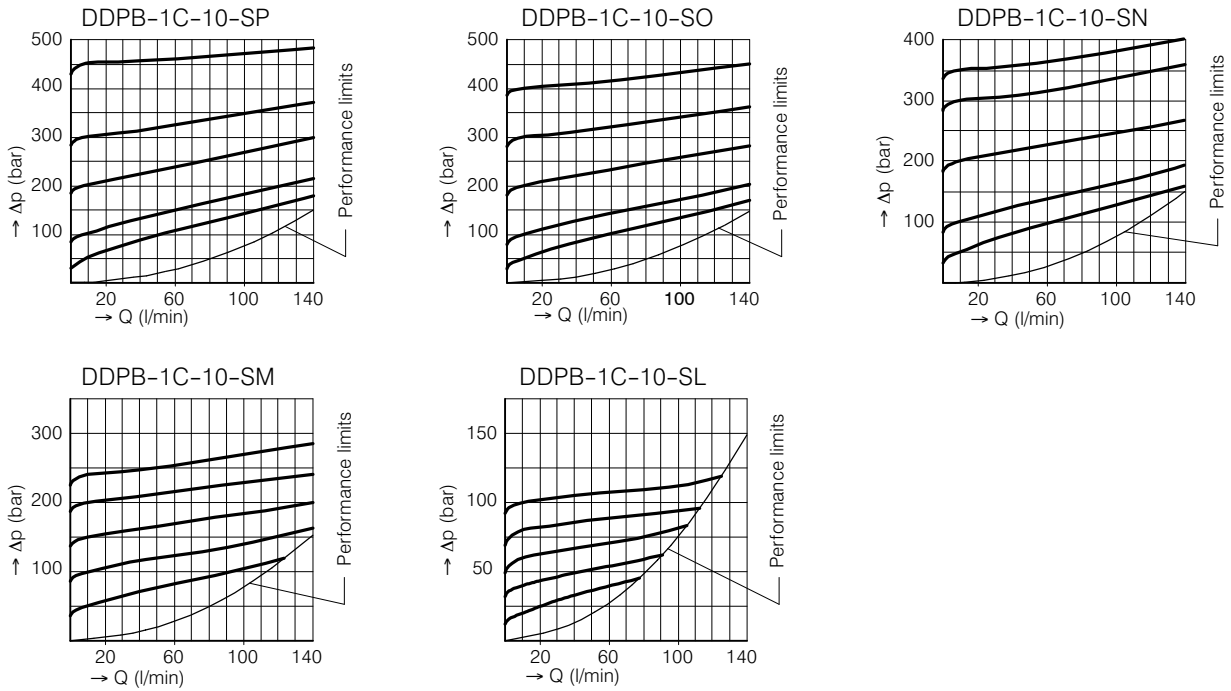 DDPB-1C-10-SP
500
400
300
200
100
20
60
100
140
→ Δp (bar)
→ Q (l/min)
Performance limits
DDPB-1C-10-SO
500
400
300
200
100
20
60
100
140
→ Δp (bar)
→ Q (l/min)
Performance limits
DDPB-1C-10-SN
400
300
200
100
20
60
100
140
→ Δp (bar)
→ Q (l/min)
Performance limits
DDPB-1C-10-SM
300
200
100
20
60
100
140
→ Δp (bar)
→ Q (l/min)
Performance limits
DDPB-1C-10-SL
150
100
50
20
60
100
140
→ Δp (bar)
→ Q (l/min)
Performance limits